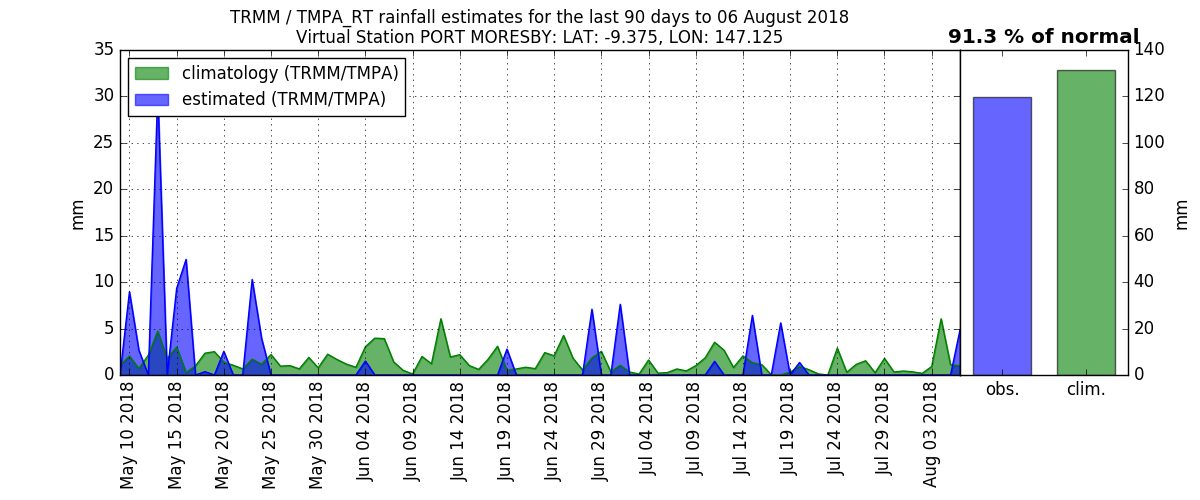 TRMM / TMPA_RT rainfall estimates for the last 90 days to 06 August 2018
Virtual Station PORT MORESBY: LAT: -9.375, LON: 147.125
91.3 % of normal
climatology (TRMM/TMPA)
estimated (TRMM/TMPA)
35
30
25
20
15
10
5
0
mm
May 10 2018
May 15 2018
May 20 2018
May 25 2018
May 30 2018
Jun 04 2018
Jun 09 2018
Jun 14 2018
Jun 19 2018
Jun 24 2018
Jun 29 2018
Jul 04 2018
Jul 09 2018
Jul 14 2018
Jul 19 2018
Jul 24 2018
Jul 29 2018
Aug 03 2018
obs.
clim.
140
120
100
80
60
40
20
0
mm